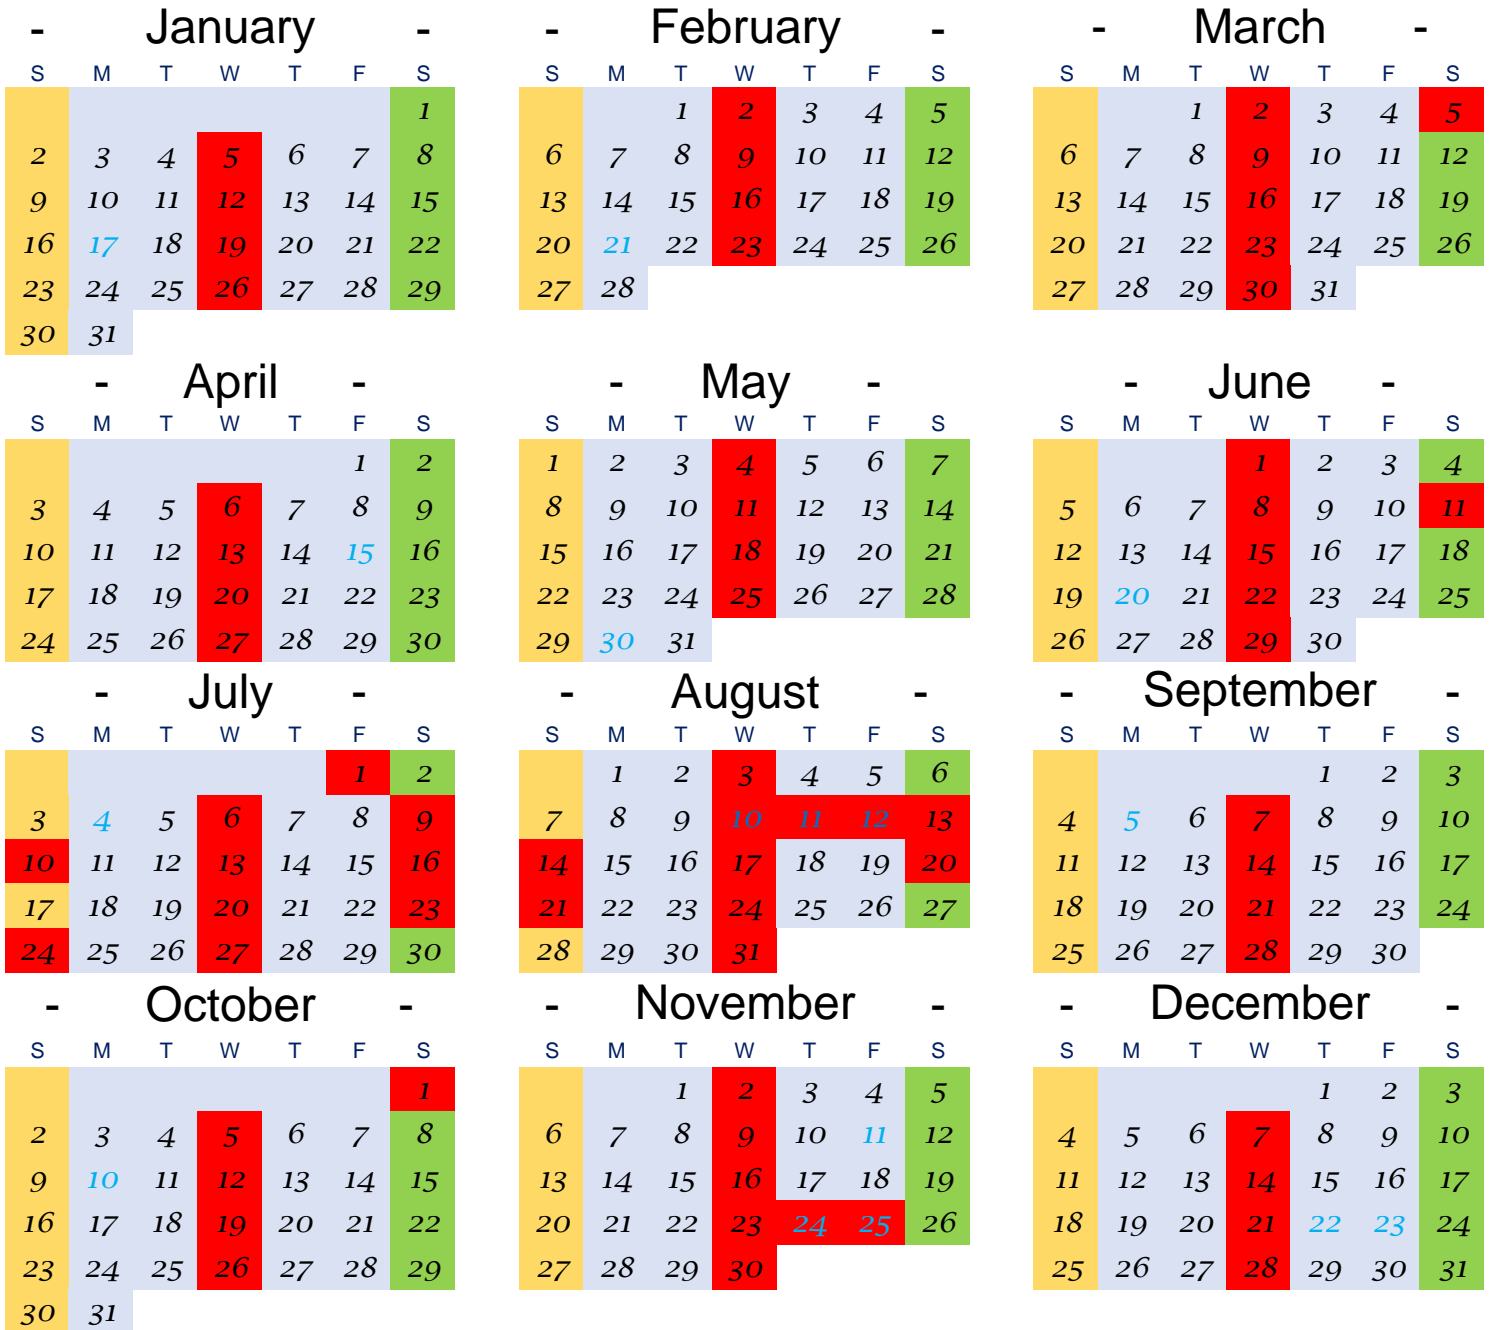 - January -
S M T W T F S
1
2 3 4 5 6 7 8
9 10 11 12 13 14 15
16 17 18 19 20 21 22
23 24 25 26 27 28 29
30 31
- February -
S M T W T F S
1 2 3 4 5
6 7 8 9 10 11 12
13 14 15 16 17 18 19
20 21 22 23 24 25 26
27 28
- March -
S M T W T F S
1 2 3 4 5
6 7 8 9 10 11 12
13 14 15 16 17 18 19
20 21 22 23 24 25 26
27 28 29 30 31
- April -
S M T W T F S
1 2
3 4 5 6 7 8 9
10 11 12 13 14 15 16
17 18 19 20 21 22 23
24 25 26 27 28 29 30
- May -
S M T W T F S
1 2 3 4 5 6 7
8 9 10 11 12 13 14
15 16 17 18 19 20 21
22 23 24 25 26 27 28
29 30 31
- June -
S M T W T F S
1 2 3 4
5 6 7 8 9 10 11
12 13 14 15 16 17 18
19 20 21 22 23 24 25
26 27 28 29 30
- July -
S M T W T F S
1 2
3 4 5 6 7 8 9
10 11 12 13 14 15 16
17 18 19 20 21 22 23
24 25 26 27 28 29 30
- August -
S M T W T F S
1 2 3 4 5 6
7 8 9 10 11 12 13
14 15 16 17 18 19 20
21 22 23 24 25 26 27
28 29 30 31
- September -
S M T W T F S
1 2 3
4 5 6 7 8 9 10
11 12 13 14 15 16 17
18 19 20 21 22 23 24
25 26 27 28 29 30
- October -
S M T W T F S
1
2 3 4 5 6 7 8
9 10 11 12 13 14 15
16 17 18 19 20 21 22
23 24 25 26 27 28 29
30 31
- November -
S M T W T F S
1 2 3 4 5
6 7 8 9 10 11 12
13 14 15 16 17 18 19
20 21 22 23 24 25 26
27 28 29 30
- December -
S M T W T F S
1 2 3
4 5 6 7 8 9 10
11 12 13 14 15 16 17
18 19 20 21 22 23 24
25 26 27 28 29 30 31